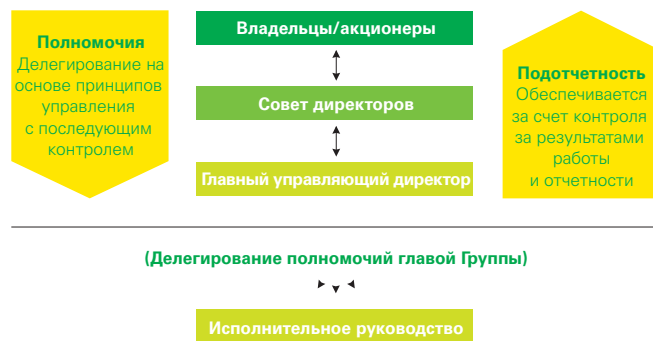 Полномочия
Делегирование на
основе принципов
управления
с последующим
контролем
Владельцы/акционеры
Совет директоров
Главный управляющий директор
Подотчетность
Обеспечивается
за счет контроля
за результатами
работы
и отчетности
(Делегирование полномочий главой Группы)
Исполнительное руководство